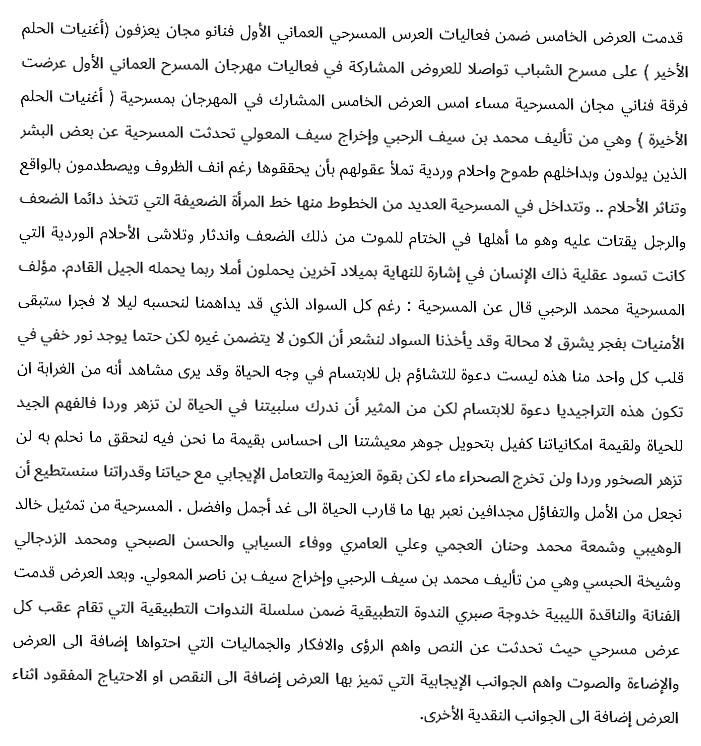 قدمت العرض الخامس ضمن فعاليات العرس المسرحي العماني الأول فنانو مجان يعزفون (أغنيات الحلم
الأخير ) على مسرح الشباب تواصلا للعروض المشاركة في فعاليات مهرجان المسرح العماني الأول عرضت
فرقة فناني مجان المسرحية مساء امس العرض الخامس المشارك في المهرجان بمسرحية ( أغنيات الحلم
الأخيرة ) وهي من تأليف محمد بن سيف الرحبي وإخراج سيف المعولي تحدثت المسرحية عن بعض البشر
الذين يولدون وبداخلهم طموح واحلام وردية تملأ عقولهم بأن يحققوها رغم انف الظروف ويصطدمون بالواقع
وتناثر الأحلام .. وتتداخل في المسرحية العديد من الخطوط منها خط المرأة الضعيفة التي تتخذ دائما الضعف
والرجل يقتات عليه وهو ما أهلها في الختام للموت من ذلك الضعف واندثار وتلاشى الأحلام الوردية التي
كانت تسود عقلية ذاك الإنسان في إشارة للنهاية بميلاد آخرين يحملون أملا ربما يحمله الجيل القادم. مؤلف
المسرحية محمد الرحبي قال عن المسرحية : رغم كل السواد الذي قد يداهمنا لنحسبه ليلا لا فجرا ستبقى
الأمنيات بفجر يشرق لا محالة وقد يأخذنا السواد لنشعر أن الكون لا يتضمن غيره لكن حتما يوجد نور خفي في
قلب كل واحد منا هذه ليست دعوة للتشاؤم بل للابتسام في وجه الحياة وقد يرى مشاهد أنه من الغرابة ان
تكون هذه التراجيديا دعوة للابتسام لكن من المثير أن ندرك سلبيتنا في الحياة لن تزهر وردا فالفهم الجيد
للحياة ولقيمة امكانياتنا كفيل بتحويل جوهر معيشتنا الى احساس بقيمة ما نحن فيه لنحقق ما نحلم به لن
تزهر الصخور وردا ولن تخرج الصحراء ماء لكن بقوة العزيمة والتعامل الإيجابي مع حياتنا وقدراتنا سنستطيع أن
نجعل من الأمل والتفاؤل مجدافين نعبر بها ما قارب الحياة الى غد أجمل وافضل . المسرحية من تمثيل خالد
الوهيبي وشمعة محمد وحنان العجمي وعلي العامري ووفاء السيابي والحسن الصبحي ومحمد الزدجالي
وشيخة الحبسي وهي من تأليف محمد بن سيف الرحبي وإخراج سيف بن ناصر المعولي. وبعد العرض قدمت
الفنانة والناقدة الليبية خدوجة صبري الندوة التطبيقية ضمن سلسلة الندوات التطبيقية التي تقام عقب كل
عرض مسرحي حيث تحدثت عن النص واهم الرؤى والافكار والجماليات التي احتواها إضافة الى العرض
والإضاءة والصوت واهم الجوانب الإيجابية التي تميز بها العرض إضافة الى النقص او الاحتياج المفقود اثناء
العرض إضافة الى الجوانب النقدية الأخرى.